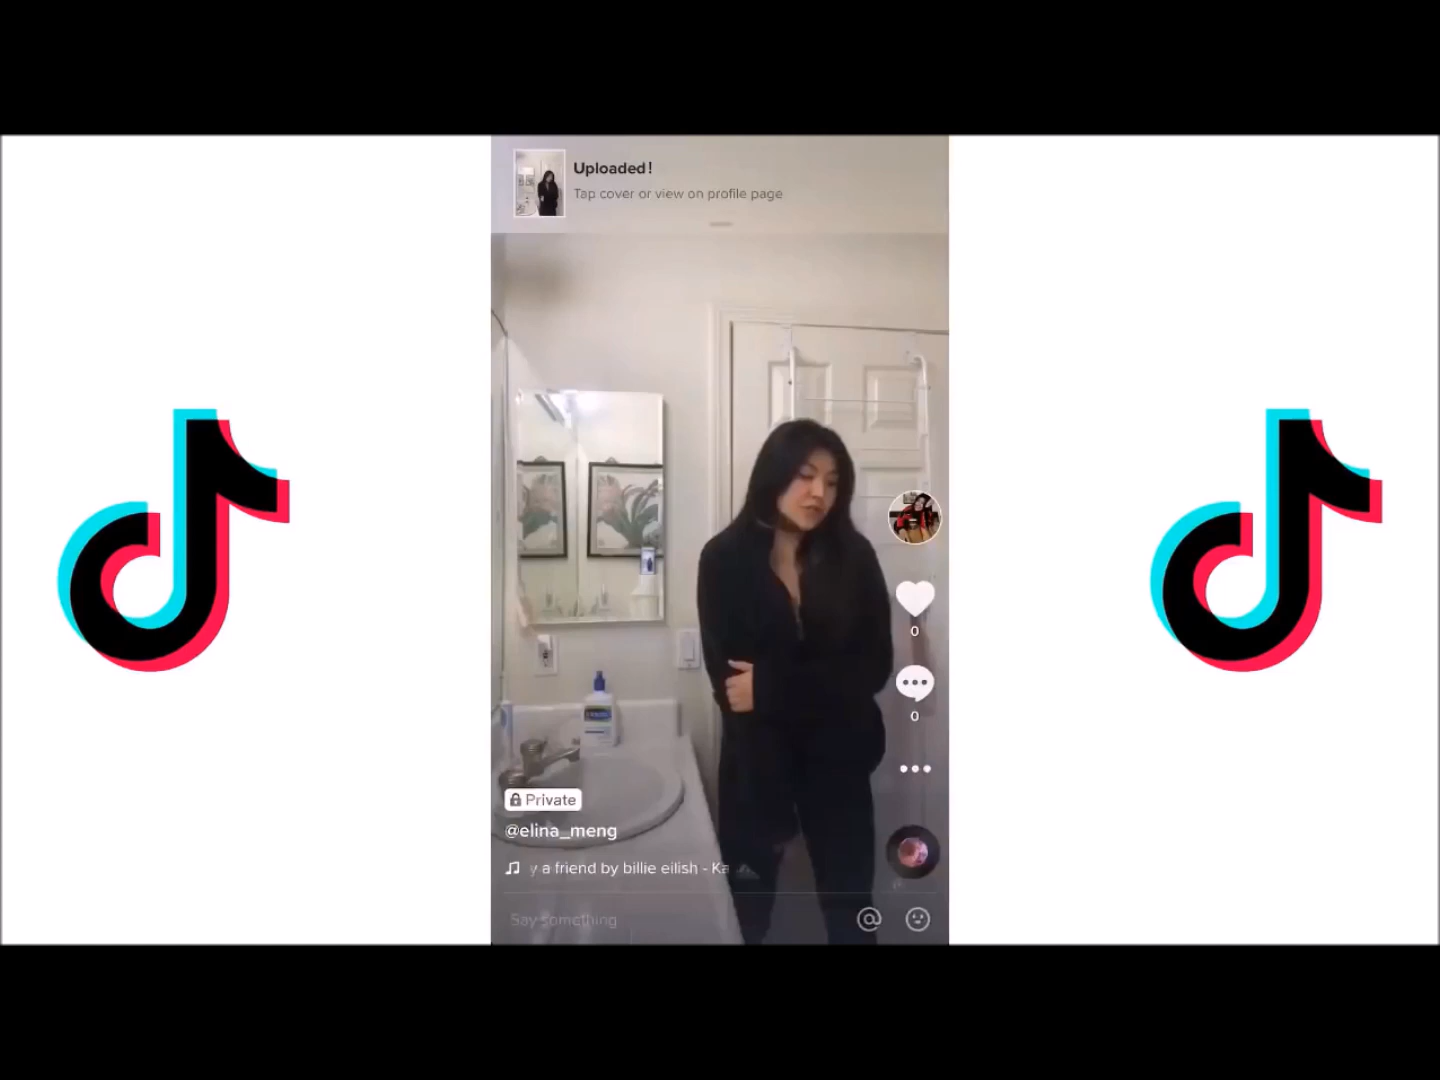 Uploaded!
Tap cover or view on profile page
0
0
Private
@elina_meng
y a friend by billie eilish - Ka
Say something